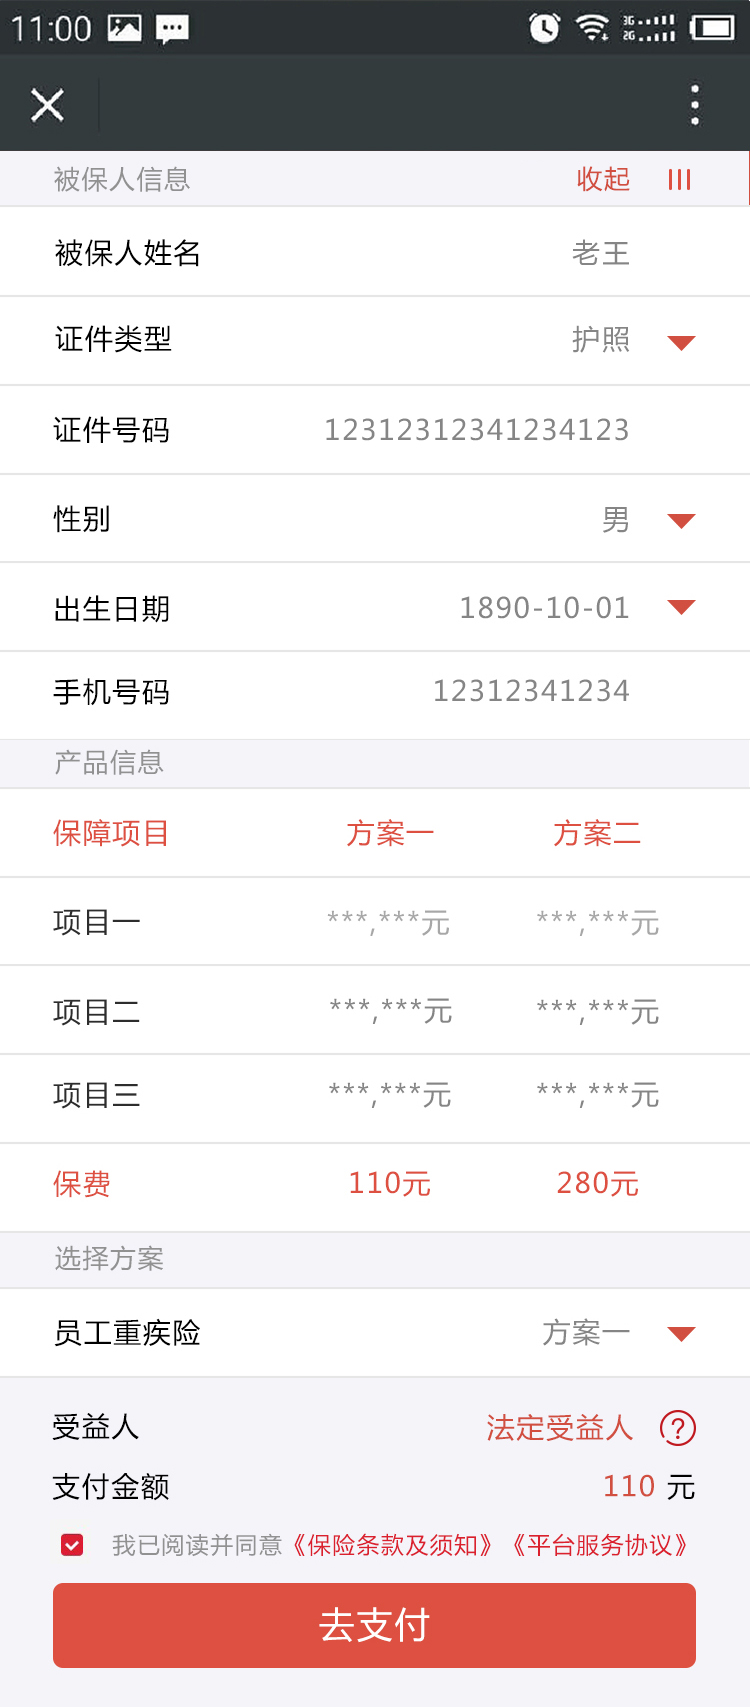 11:00 3G 2G
被保人信息 收起
被保人姓名 老王
证件类型 护照
证件号码 12312312341234123
性别 男
出生日期 1890-10-01
手机号码 12312341234
产品信息
保障项目 方案一 方案二
项目一 ***,***元 ***,***元
项目二 ***,***元 ***,***元
项目三 ***,***元 ***,***元
保费 110元 280元
选择方案
员工重疾险 方案一
受益人 法定受益人 ?
支付金额 110 元
我已阅读并同意《保险条款及须知》《平台服务协议》
去支付